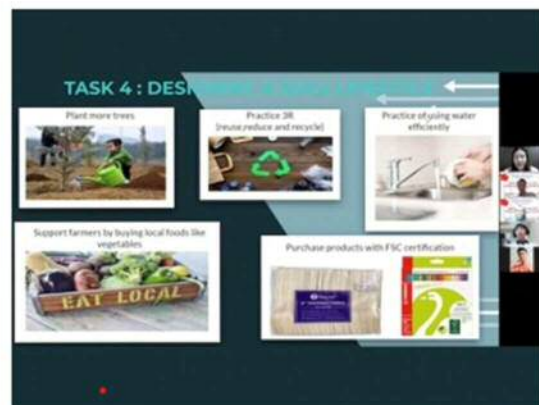 TASK 4 : DESIGNING A
Plant more trees
Practice 3R
(reuse,reduce and recycle)
Practice of using water
efficiently
Support farmers by buying local foods like
vegetables
EAT LOCAL
Purchase products with FSC certification